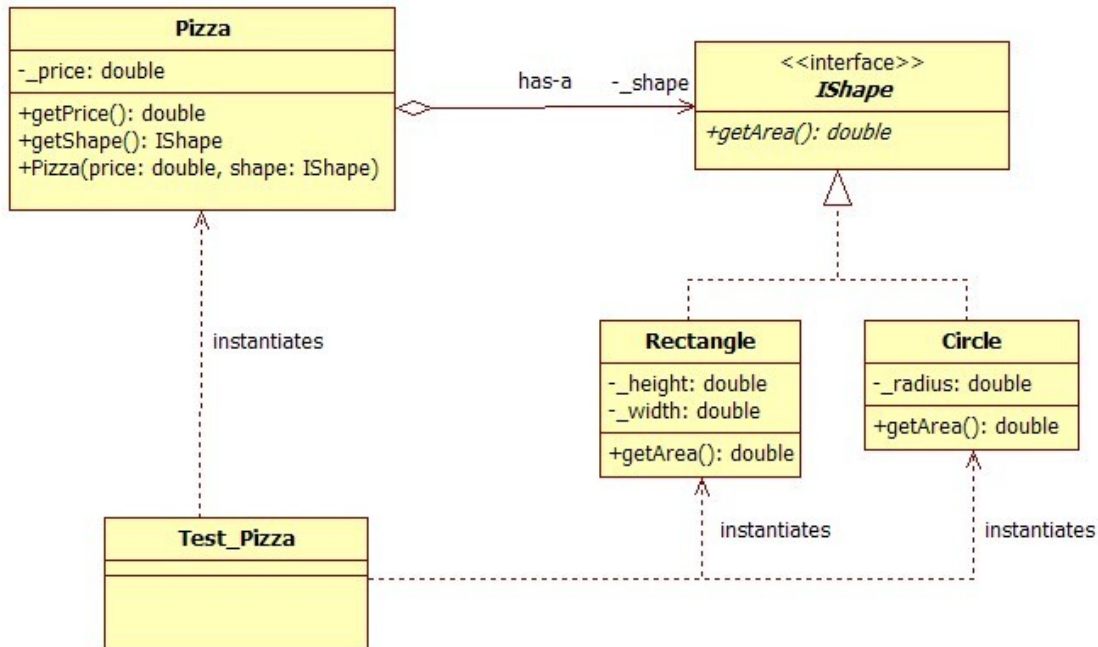 Pizza
-_price: double
+getPrice(): double
+getShape(): IShape
+Pizza(price: double, shape: IShape)
has-a
-_shape
<<interface>>
IShape
+getArea(): double
instantiates
Rectangle
-_height: double
-_width: double
+getArea(): double
Circle
-_radius: double
+getArea(): double
Test_Pizza
instantiates
instantiates